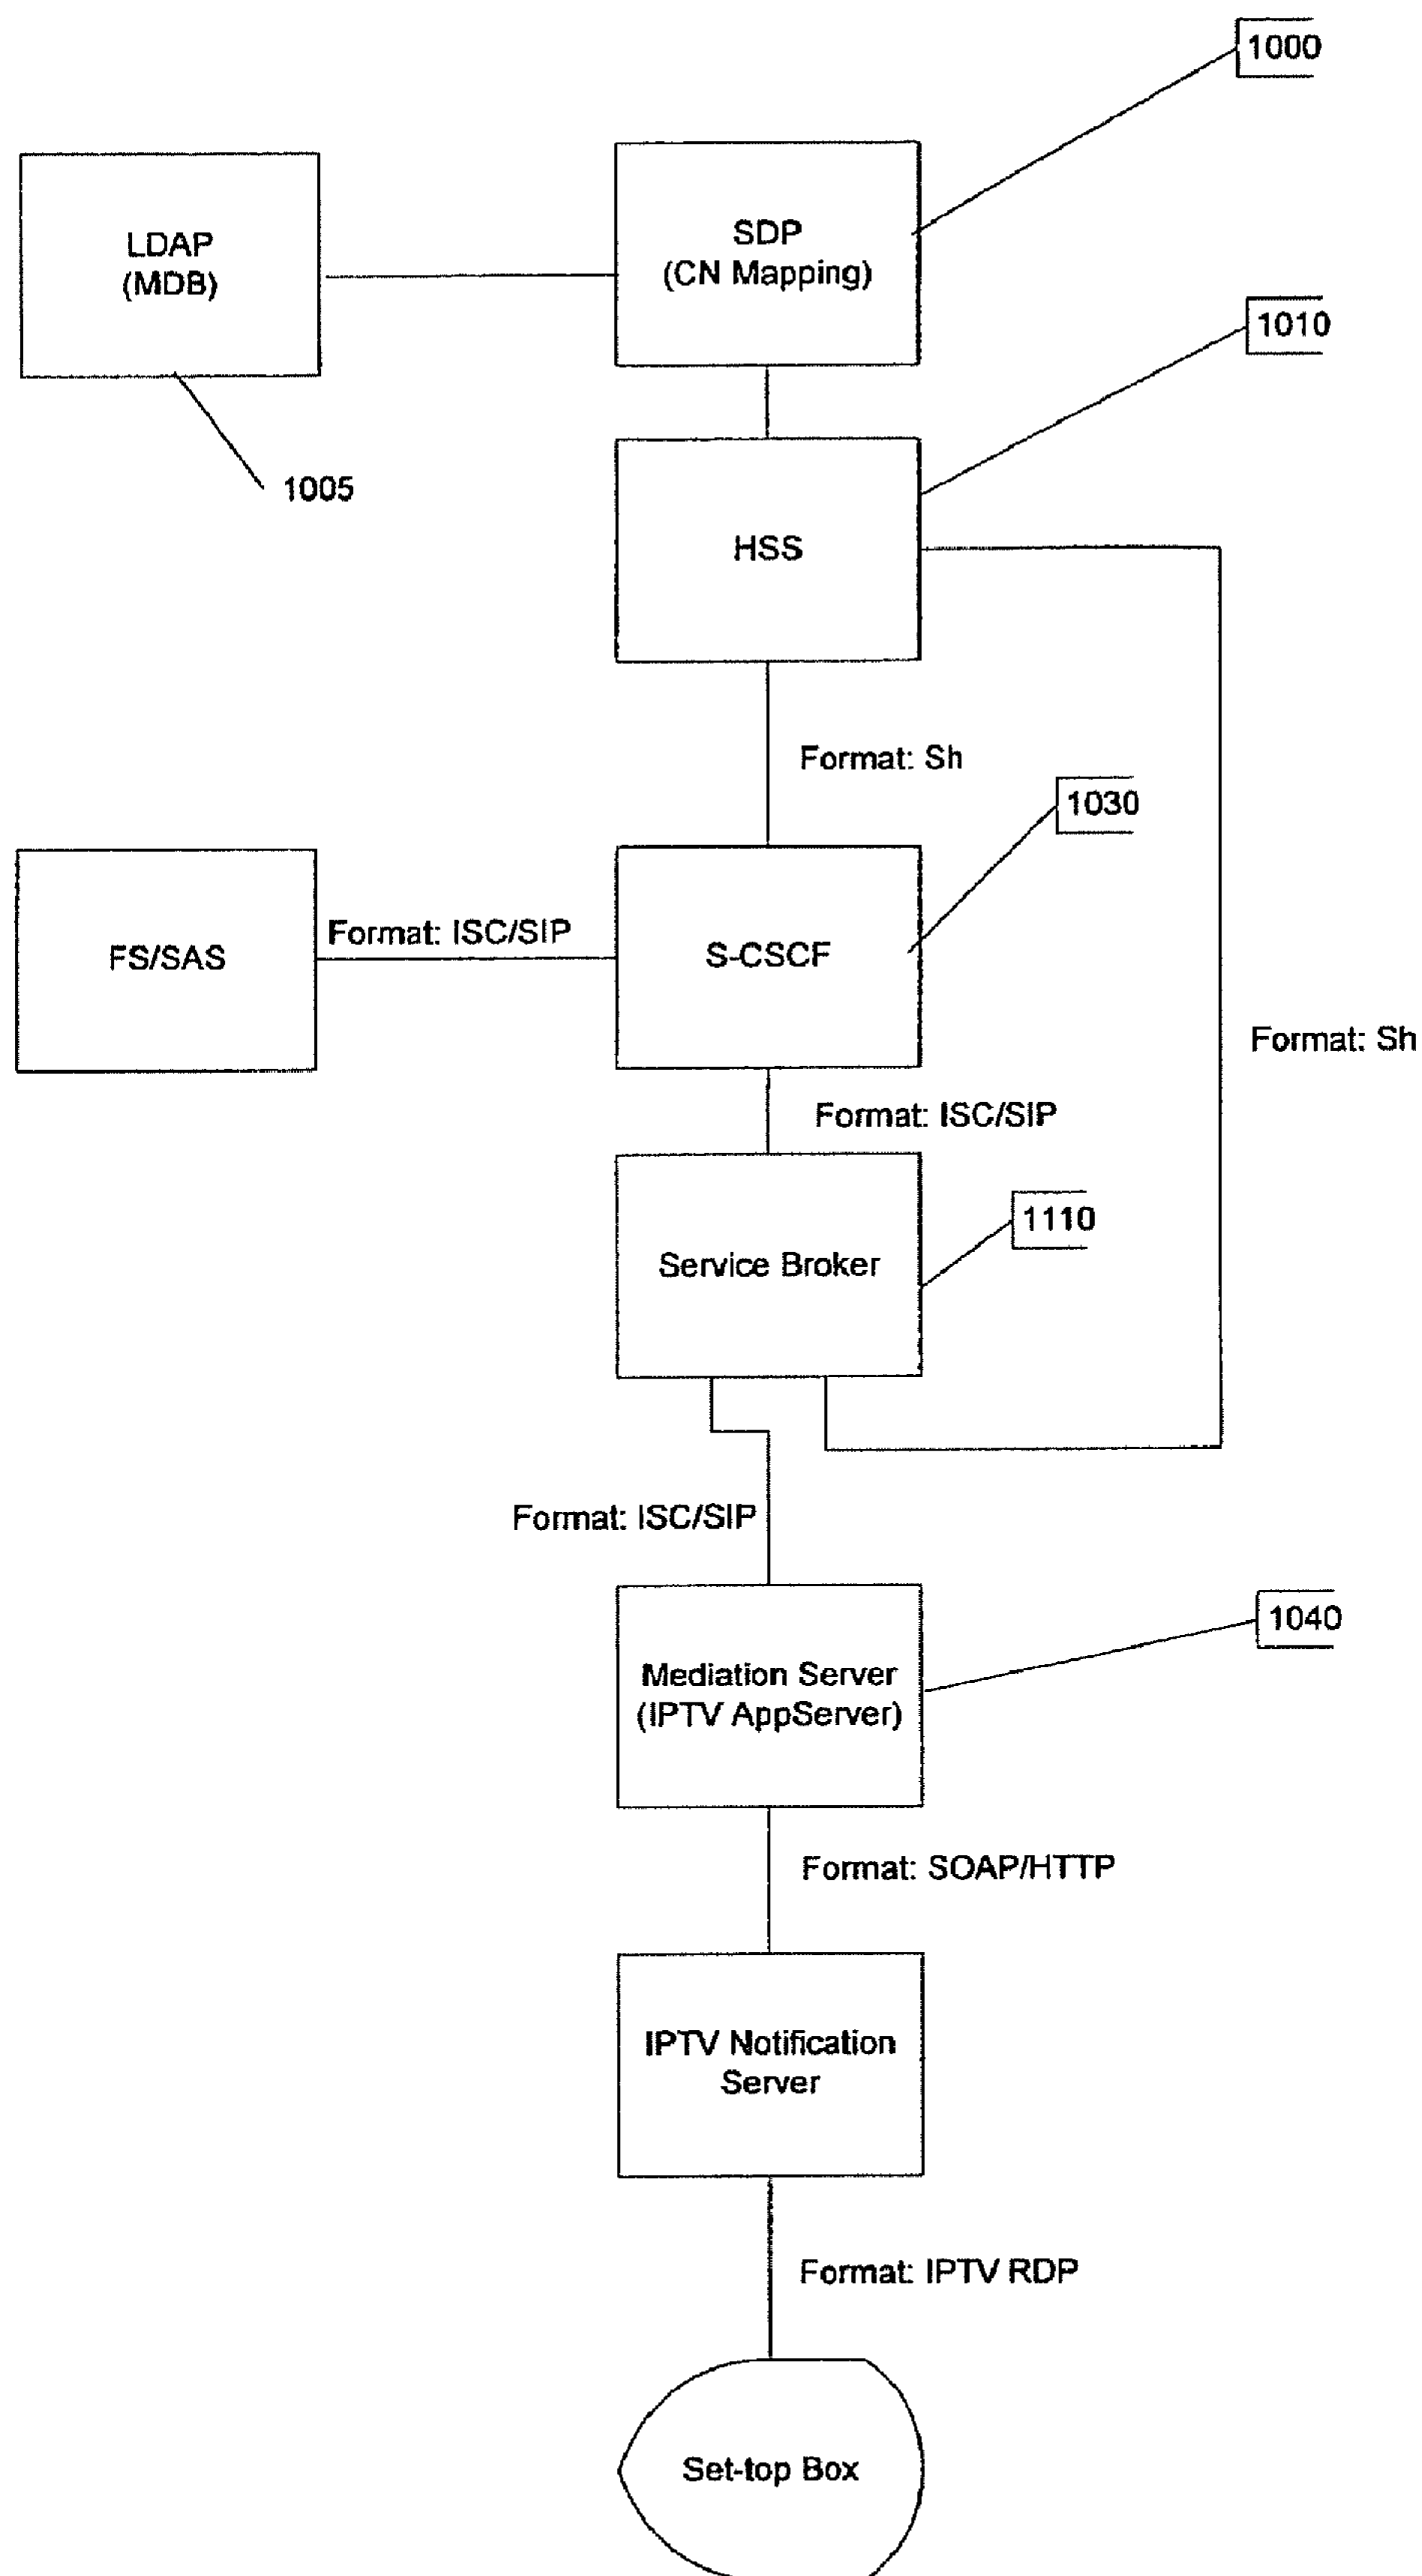 1000
LDAP
(MDB)
SDP
(CN Mapping)
1010
1005
HSS
Format: Sh
1030
FS/SAS
Format: ISC/SIP
S-CSCF
Format: Sh
Format: ISC/SIP
1110
Service Broker
Format: ISC/SIP
1040
Mediation Server
(IPTV AppServer)
Format: SOAP/HTTP
IPTV Notification
Server
Format: IPTV RDP
Set-top Box